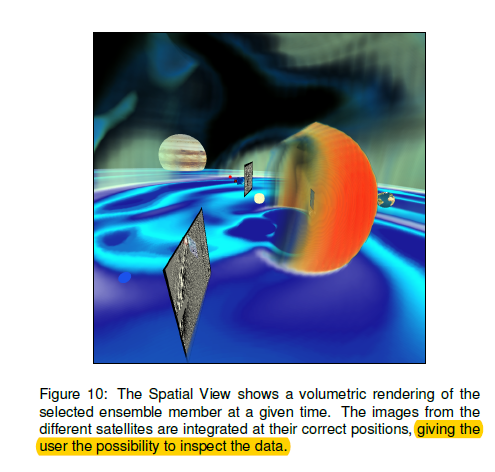 Figure 10: The Spatial View shows a volumetric rendering of the
selected ensemble member at a given time. The images from the
different satellites are integrated at their correct positions, giving the
user the possibility to inspect the data.